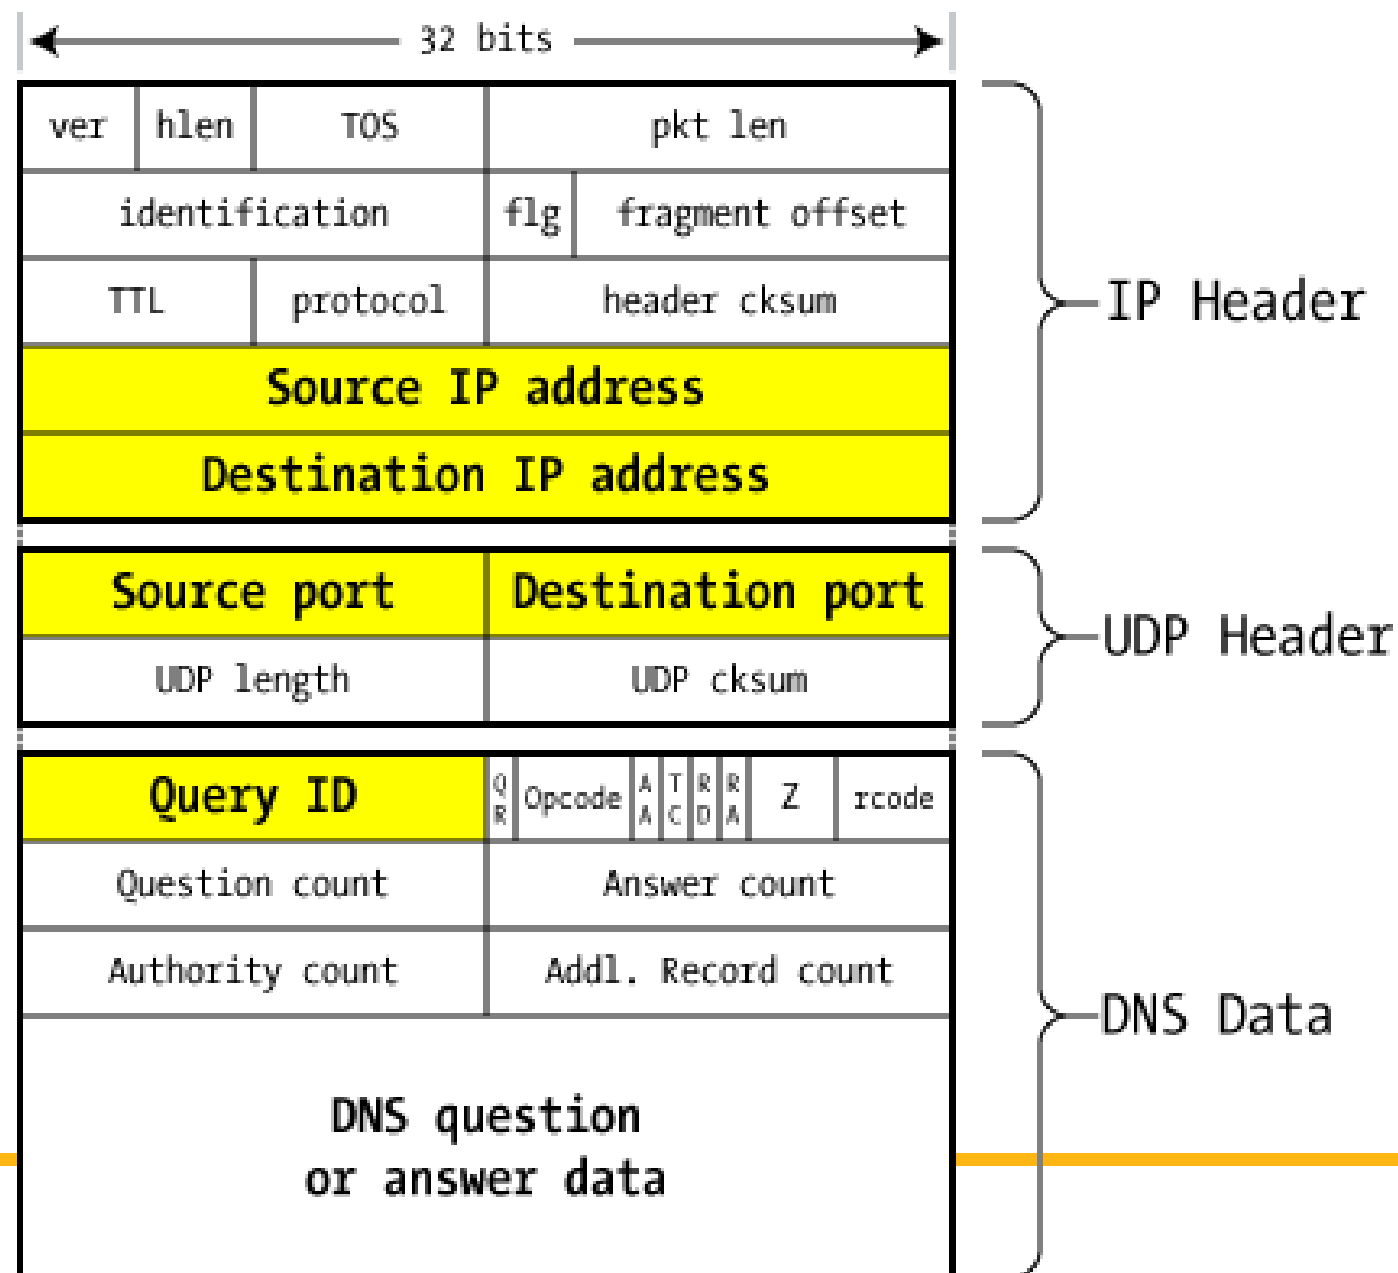 32 bits
ver hlen TOS pkt len
identification flg fragment offset
TTL protocol header cksum
IP Header
Source IP address
Destination IP address
Source port Destination port
UDP Header
UDP length UDP cksum
Query ID QR Opcode AA TC RD RA Z rcode
Question count Answer count
Authority count Addl. Record count
DNS Data
DNS question
or answer data